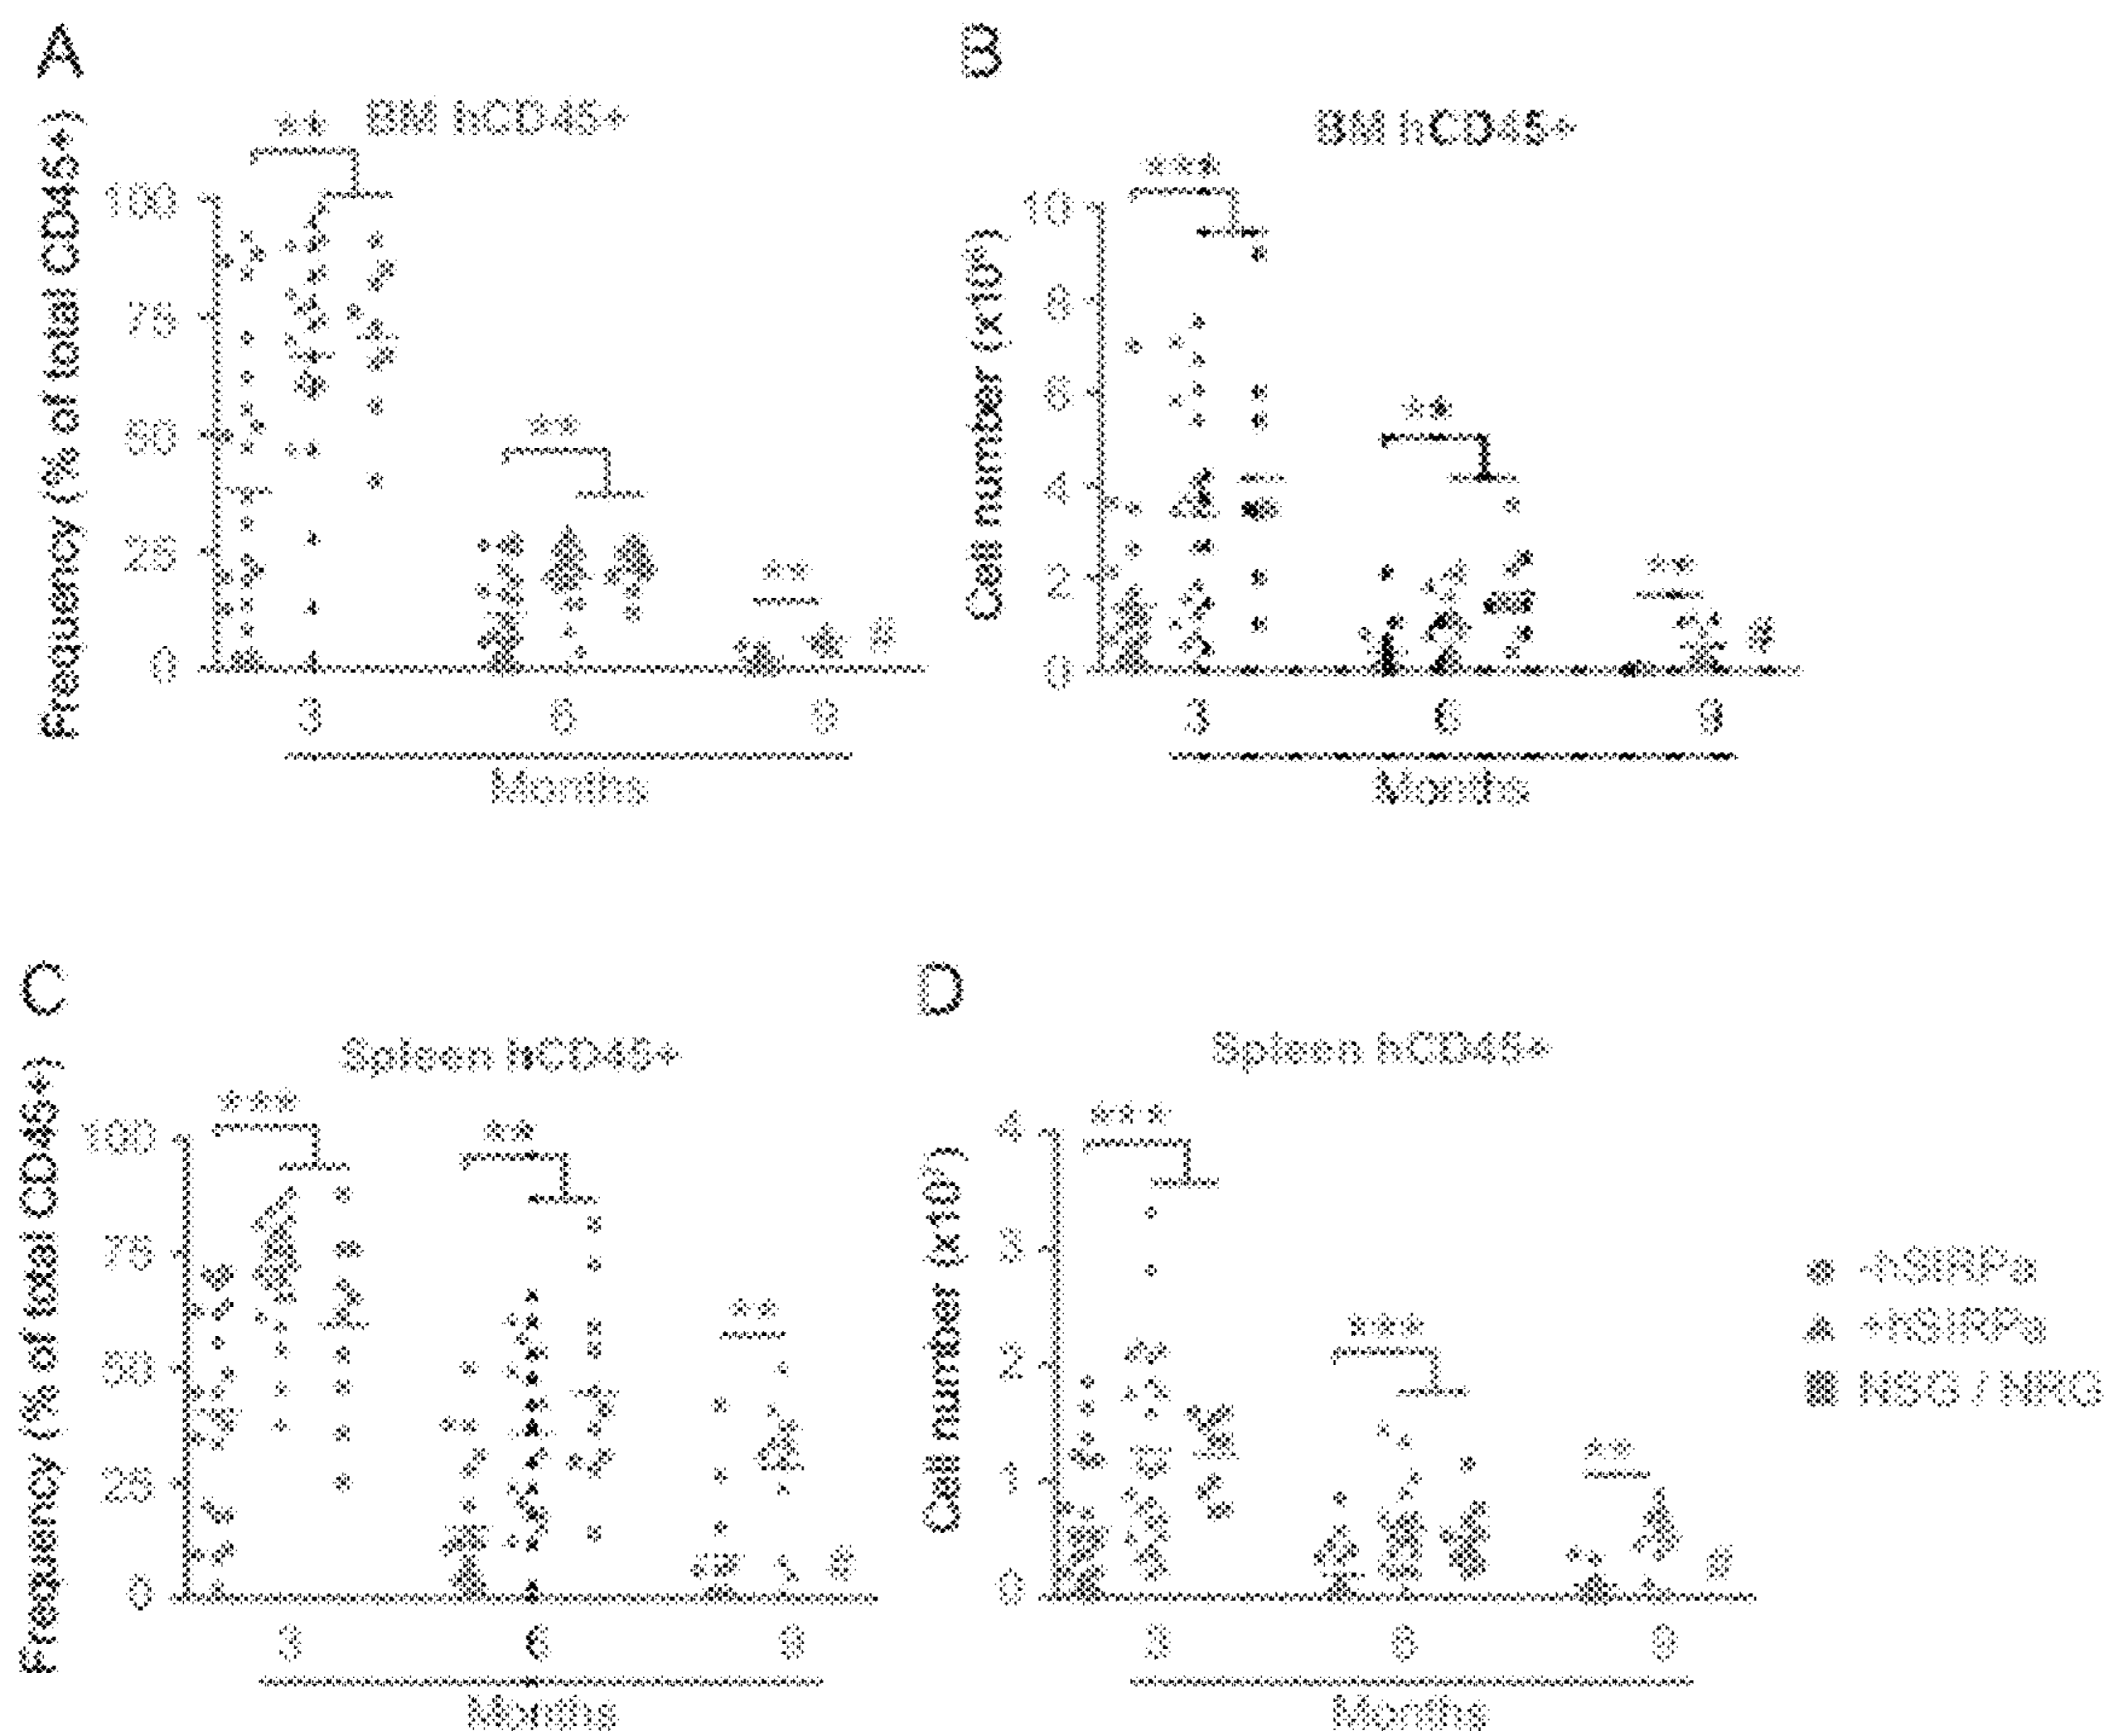 A
BM hCD45+
Frequency (% of total CD45+)
**
100
75
50
25
0
**
**
#
3 6 9
Months
B
BM hCD45+
Cell number (x10⁶)
***
10
8
6
4
2
0
**
**
#
3 6 9
Months
C
Spleen hCD45+
Frequency (% of total CD45+)
***
100
75
50
25
0
**
**
#
3 6 9
Months
D
Spleen hCD45+
Cell number (x10⁷)
***
4
3
2
1
0
***
**
#
3 6 9
Months
-hSIRPa
+hSIRPa
NSG / NRG